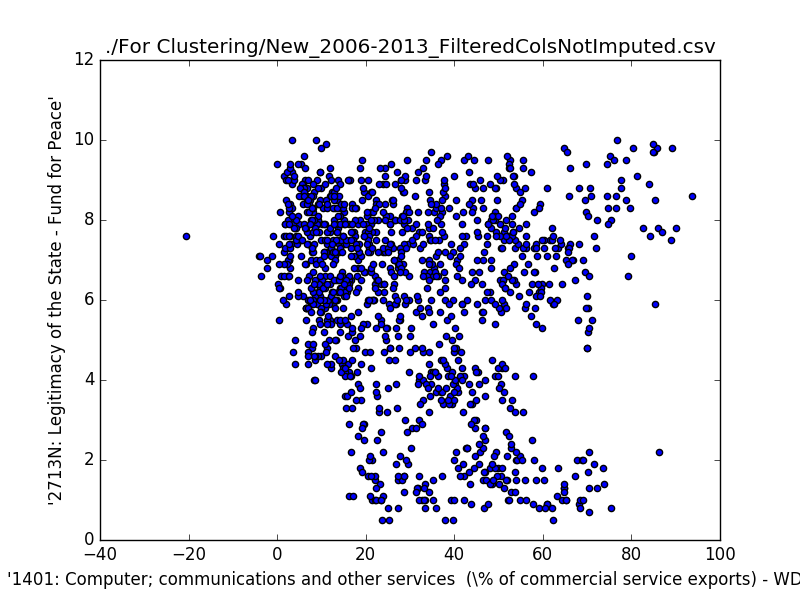 ./For Clustering/New_2006-2013_FilteredColsNotImputed.csv
12
10
8
6
4
2
0
'2713N: Legitimacy of the State - Fund for Peace'
−40 −20 0 20 40 60 80 100
'1401: Computer; communications and other services (\% of commercial service exports) - WD